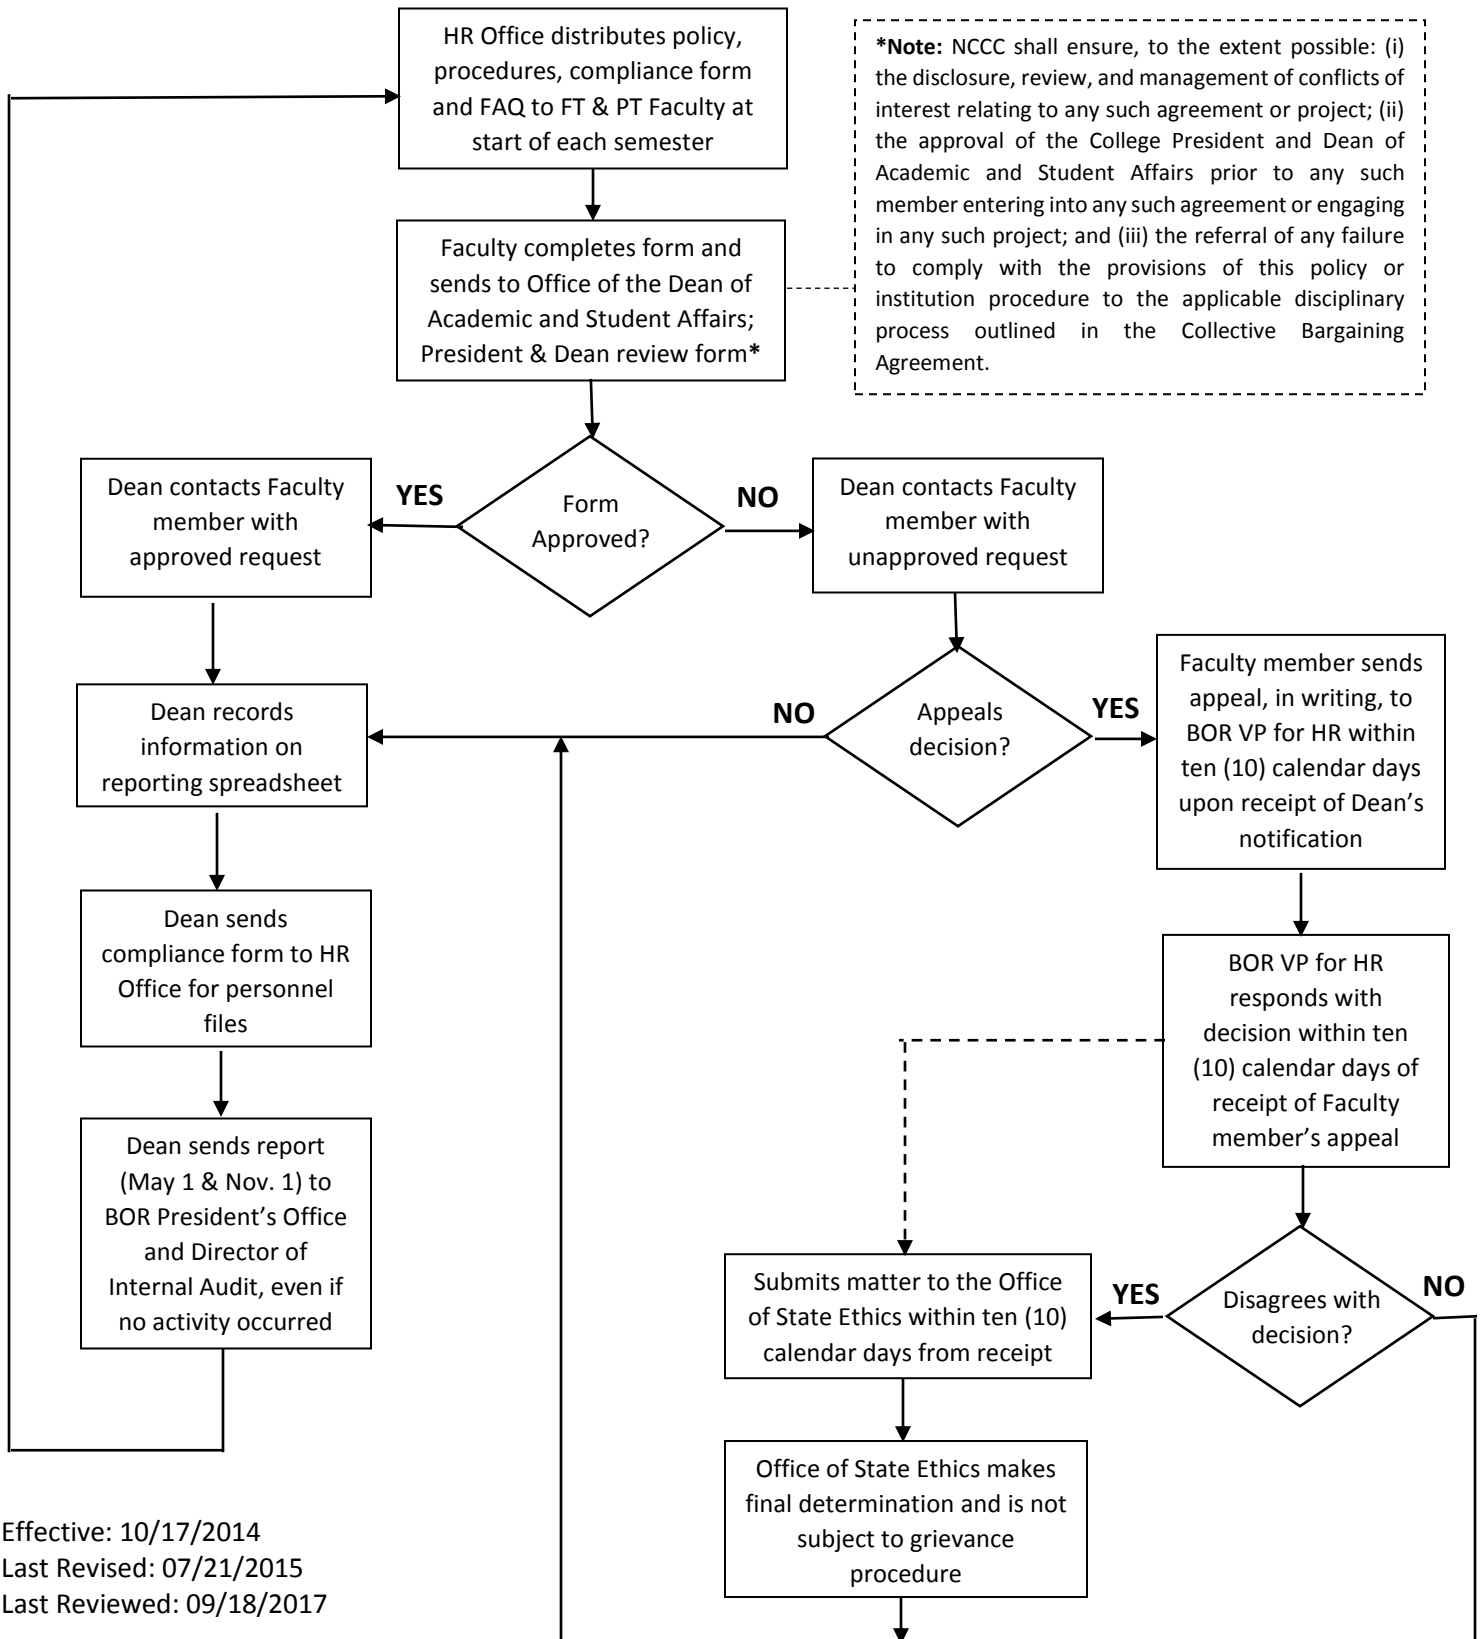 HR Office distributes policy,
procedures, compliance form
and FAQ to FT & PT Faculty at
start of each semester
*Note: NCCC shall ensure, to the extent possible: (i)
the disclosure, review, and management of conflicts of
interest relating to any such agreement or project; (ii)
the approval of the College President and Dean of
Academic and Student Affairs prior to any such
member entering into any such agreement or engaging
in any such project; and (iii) the referral of any failure
to comply with the provisions of this policy or
institution procedure to the applicable disciplinary
process outlined in the Collective Bargaining
Agreement.
Faculty completes form and
sends to Office of the Dean of
Academic and Student Affairs;
President & Dean review form*
Form
Approved?
YES
NO
Dean contacts Faculty
member with
approved request
Dean contacts Faculty
member with
unapproved request
Appeals
decision?
NO
YES
Faculty member sends
appeal, in writing, to
BOR VP for HR within
ten (10) calendar days
upon receipt of Dean’s
notification
Dean records
information on
reporting spreadsheet
Dean sends
compliance form to HR
Office for personnel
files
BOR VP for HR
responds with
decision within ten
(10) calendar days of
receipt of Faculty
member’s appeal
Dean sends report
(May 1 & Nov. 1) to
BOR President’s Office
and Director of
Internal Audit, even if
no activity occurred
Submits matter to the Office
of State Ethics within ten (10)
calendar days from receipt
YES
Disagrees with
decision?
NO
Office of State Ethics makes
final determination and is not
subject to grievance
procedure
Effective: 10/17/2014
Last Revised: 07/21/2015
Last Reviewed: 09/18/2017